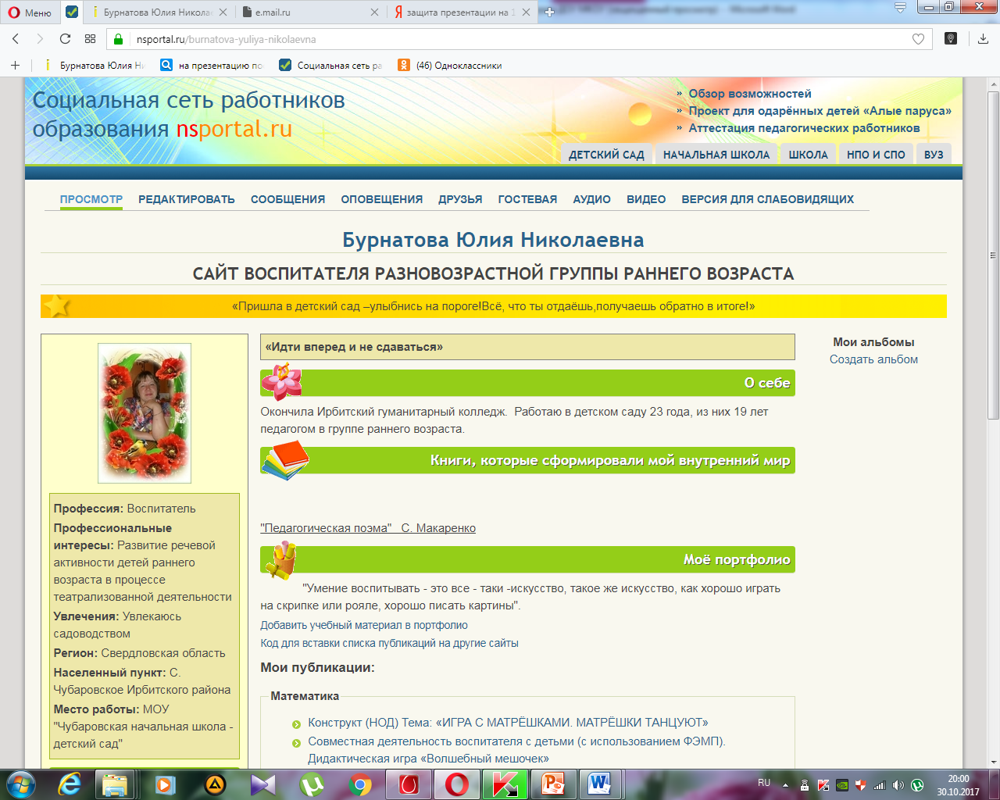 Меню
Бурнатова Юлия Никола
e.mail.ru
защита презентации на 1
nsportal.ru/burnatova-yuliya-nikolaevna
Бурнатова Юлия Ни
на презентацию по
Социальная сеть ра
(46) Одноклассники
Социальная сеть работников
образования nsportal.ru
» Обзор возможностей
» Проект для одарённых детей «Алые паруса»
» Аттестация педагогических работников
ДЕТСКИЙ САД НАЧАЛЬНАЯ ШКОЛА ШКОЛА НПО И СПО ВУЗ
ПРОСМОТР РЕДАКТИРОВАТЬ СООБЩЕНИЯ ОПОВЕЩЕНИЯ ДРУЗЬЯ ГОСТЕВАЯ АУДИО ВИДЕО ВЕРСИЯ ДЛЯ СЛАБОВИДЯЩИХ
Бурнатова Юлия Николаевна
САЙТ ВОСПИТАТЕЛЯ РАЗНОВОЗРАСТНОЙ ГРУППЫ РАННЕГО ВОЗРАСТА
«Пришла в детский сад –улыбнись на пороге!Всё, что ты отдаёшь,получаешь обратно в итоге!»
Профессия: Воспитатель
Профессиональные
интересы: Развитие речевой
активности детей раннего
возраста в процессе
театрализованной деятельности
Увлечения: Увлекаюсь
садоводством
Регион: Свердловская область
Населенный пункт: С.
Чубаровское Ирбитского района
Место работы: МОУ
"Чубаровская начальная школа -
детский сад"
«Идти вперед и не сдаваться»
О себе
Окончила Ирбитский гуманитарный колледж. Работаю в детском саду 23 года, из них 19 лет
педагогом в группе раннего возраста.
Книги, которые сформировали мой внутренний мир
"Педагогическая поэма" С. Макаренко
Моё портфолио
"Умение воспитывать - это все - таки -искусство, такое же искусство, как хорошо играть
на скрипке или рояле, хорошо писать картины".
Добавить учебный материал в портфолио
Код для вставки списка публикаций на другие сайты
Мои публикации:
Математика
Конструкт (НОД) Тема: «ИГРА С МАТРЁШКАМИ. МАТРЁШКИ ТАНЦУЮТ»
Совместная деятельность воспитателя с детьми (с использованием ФЭМП).
Дидактическая игра «Волшебный мешочек»
Мои альбомы
Создать альбом
RU
20:00
30.10.2017